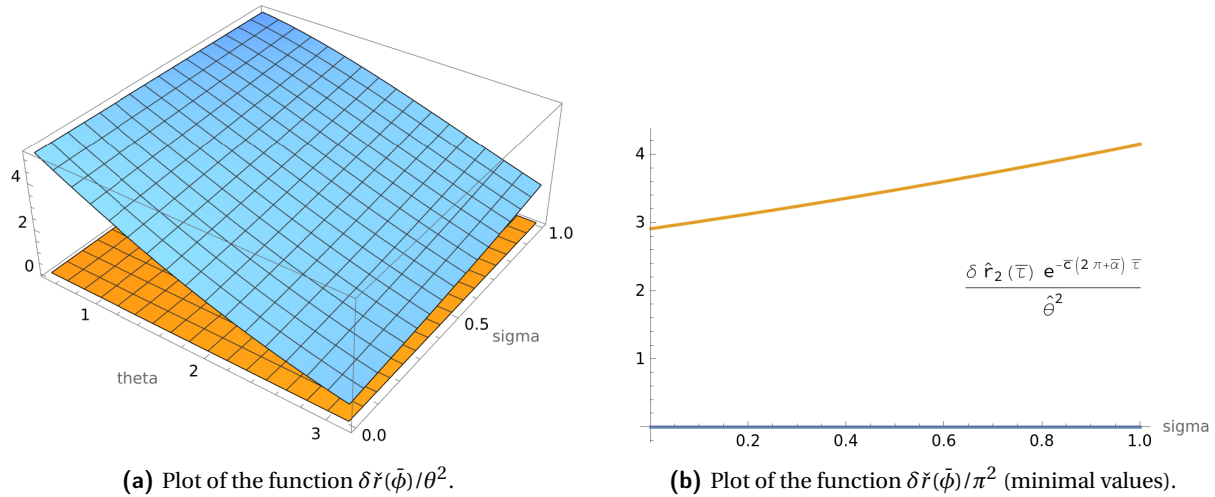 4
2
0
1
2
3
theta
0.0
0.5
1.0
sigma
4
3
2
1
0.2
0.4
0.6
0.8
1.0
sigma
δ r̂₂(τ̅) e^{-c̅(2 π+α̅) τ̅}
θ̂²
(a) Plot of the function δř(φ̄)/θ².
(b) Plot of the function δř(φ̄)/π² (minimal values).